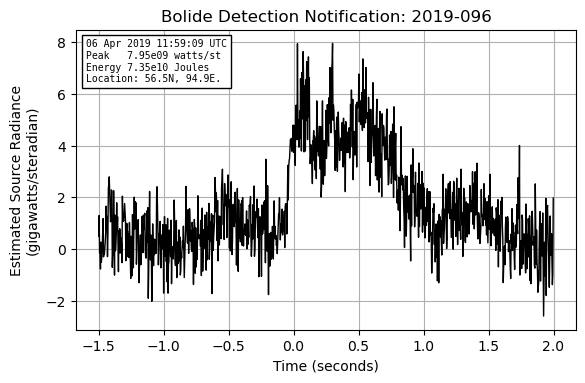 Bolide Detection Notification: 2019-096
06 Apr 2019 11:59:09 UTC
Peak   7.95e09 watts/st
Energy 7.35e10 Joules
Location: 56.5N, 94.9E.
Estimated Source Radiance
(gigawatts/steradian)
8
6
4
2
0
−2
−1.5
−1.0
−0.5
0.0
0.5
1.0
1.5
2.0
Time (seconds)